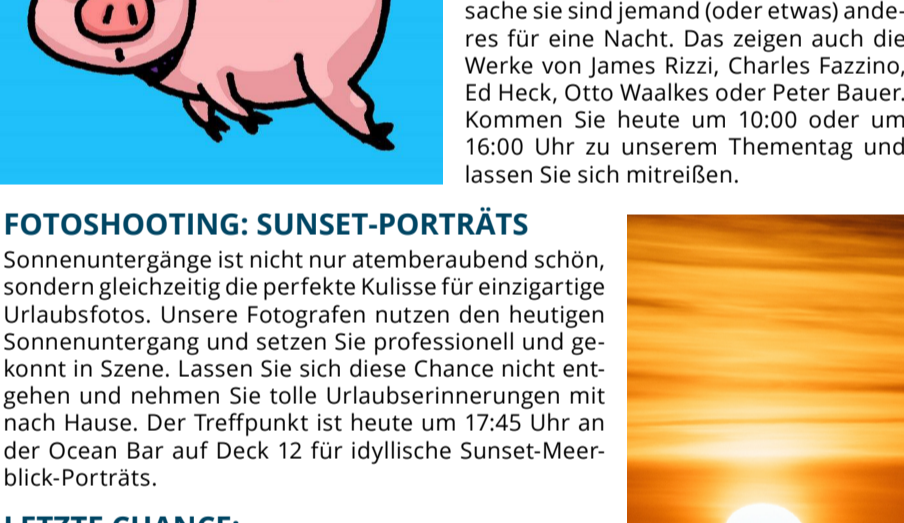 sache sie sind jemand (oder etwas) ande-
res für eine Nacht. Das zeigen auch die
Werke von James Rizzi, Charles Fazzino,
Ed Heck, Otto Waalkes oder Peter Bauer.
Kommen Sie heute um 10:00 oder um
16:00 Uhr zu unserem Thementag und
lassen Sie sich mitreißen.
FOTOSHOOTING: SUNSET-PORTRÄTS
Sonnenuntergänge ist nicht nur atemberaubend schön,
sondern gleichzeitig die perfekte Kulisse für einzigartige
Urlaubsfotos. Unsere Fotografen nutzen den heutigen
Sonnenuntergang und setzen Sie professionell und ge-
konnt in Szene. Lassen Sie sich diese Chance nicht ent-
gehen und nehmen Sie tolle Urlaubserinnerungen mit
nach Hause. Der Treffpunkt ist heute um 17:45 Uhr an
der Ocean Bar auf Deck 12 für idyllische Sunset-Meer-
blick-Porträts.
LETZTE CHANCE: